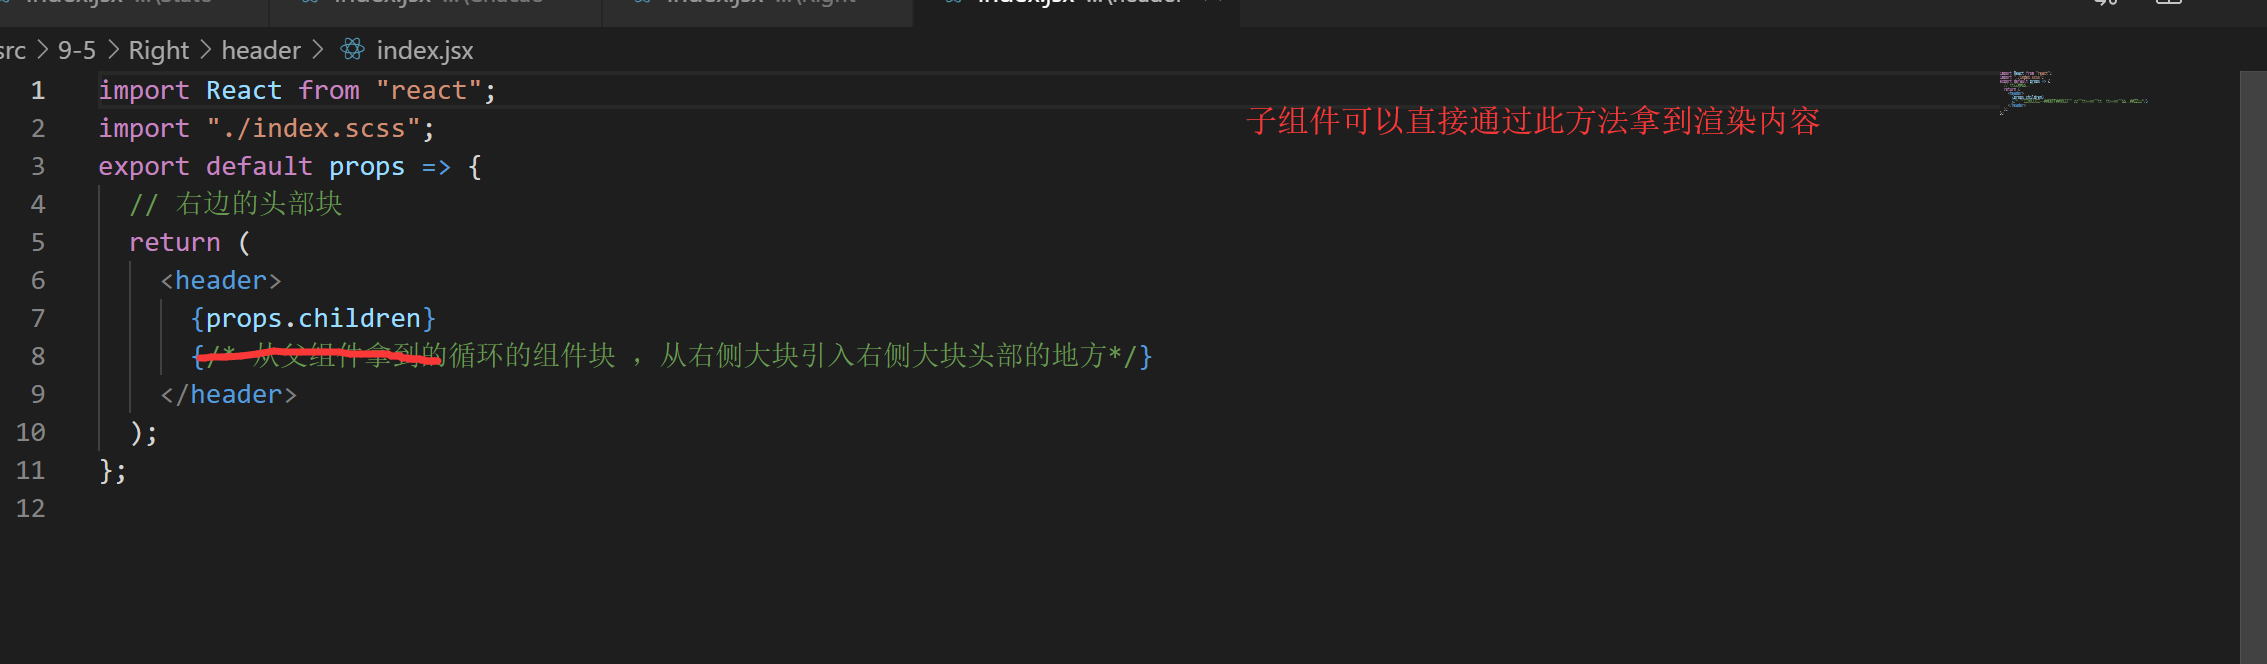 src > 9-5 > Right > header > index.jsx
1 import React from "react";
子组件可以直接通过此方法拿到渲染内容
2 import "./index.scss";
3 export default props => {
4 // 右边的头部块
5 return (
6 <header>
7 {props.children}
8 {/* 从父组件拿到的循环的组件块 ，从右侧大块引入右侧大块头部的地方*/}
9 </header>
10 );
11 };
12